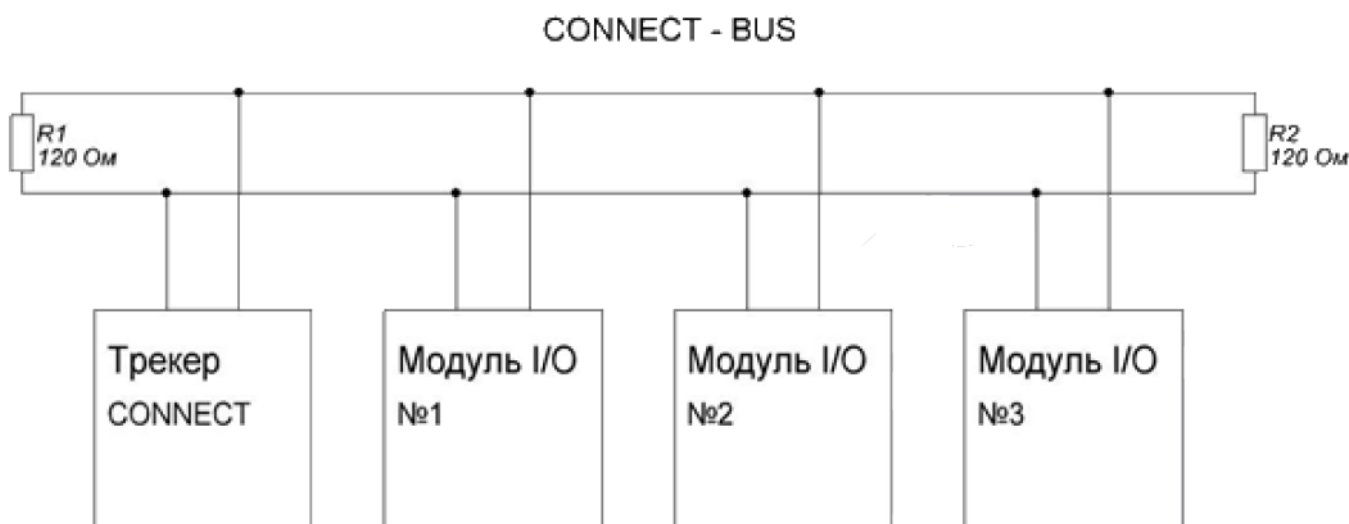 CONNECT - BUS
R1
120 Ом
R2
120 Ом
Трекер
CONNECT
Модуль I/O
№1
Модуль I/O
№2
Модуль I/O
№3